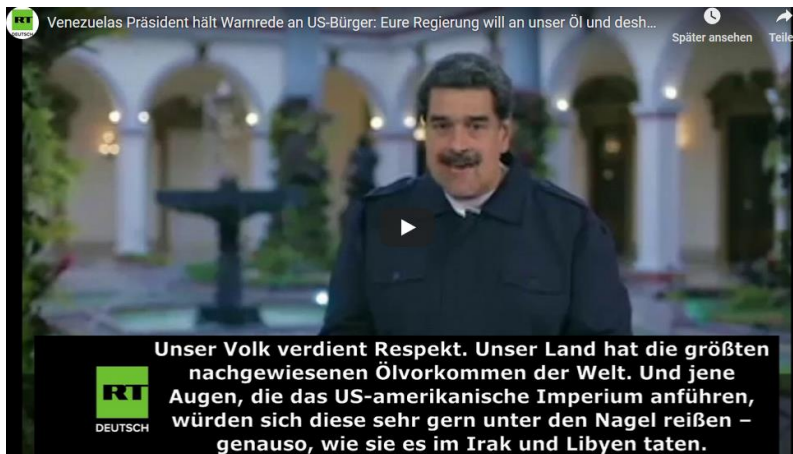 RT
DEUTSCH
Venezuelas Präsident hält Warnrede an US-Bürger: Eure Regierung will an unser Öl und desh...
Später ansehen
Teile
Unser Volk verdient Respekt. Unser Land hat die größten
nachgewiesenen Ölvorkommen der Welt. Und jene
Augen, die das US-amerikanische Imperium anführen,
würden sich diese sehr gern unter den Nagel reißen –
genauso, wie sie es im Irak und Libyen taten.
RT
DEUTSCH